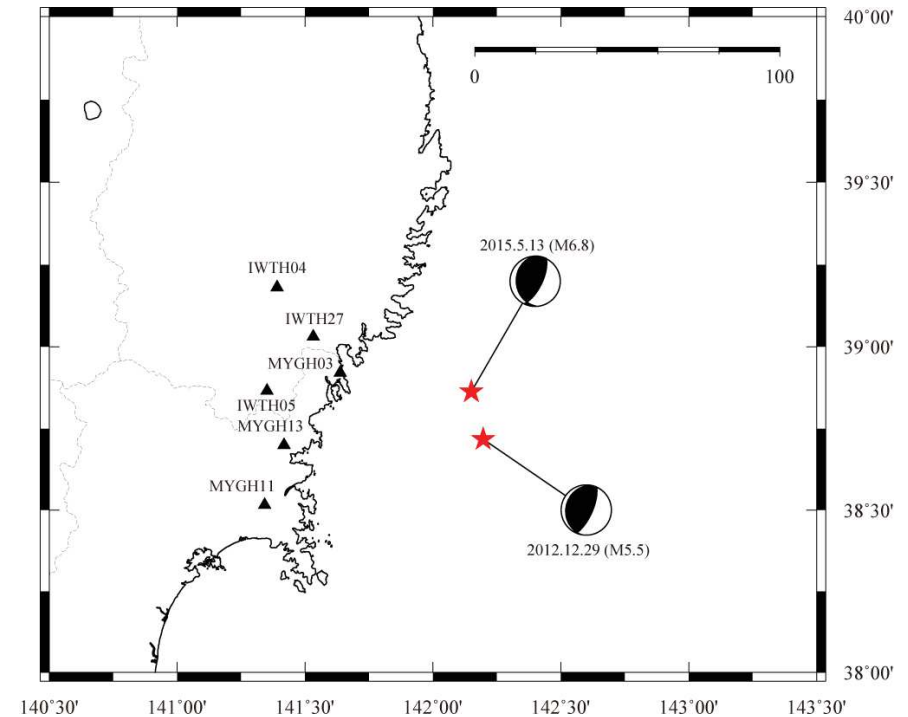 40°00'
0 100
39°30'
2015.5.13 (M6.8)
IWTH04
IWTH27
39°00'
MYGH03
IWTH05
MYGH13
MYGH11
38°30'
2012.12.29 (M5.5)
38°00'
140°30' 141°00' 141°30' 142°00' 142°30' 143°00' 143°30'